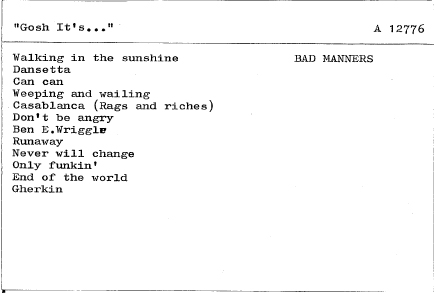 "Gosh It's..." A 12776
Walking in the sunshine BAD MANNERS
Dansetta
Can can
Weeping and wailing
Casablanca (Rags and riches)
Don't be angry
Ben E.Wriggle
Runaway
Never will change
Only funkin'
End of the world
Gherkin